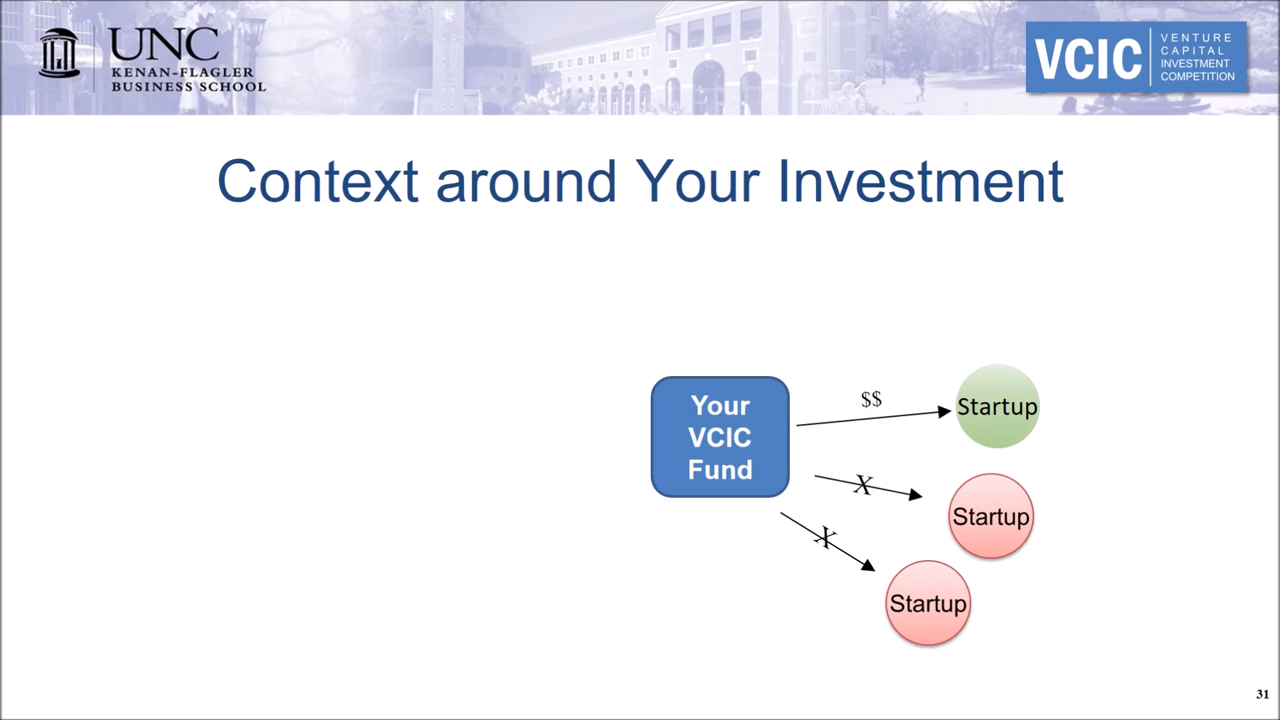 UNC
KENAN-FLAGLER
BUSINESS SCHOOL
VCIC
VENTURE
CAPITAL
INVESTMENT
COMPETITION
Context around Your Investment
Your
VCIC
Fund
$$
Startup
X
Startup
X
Startup
31